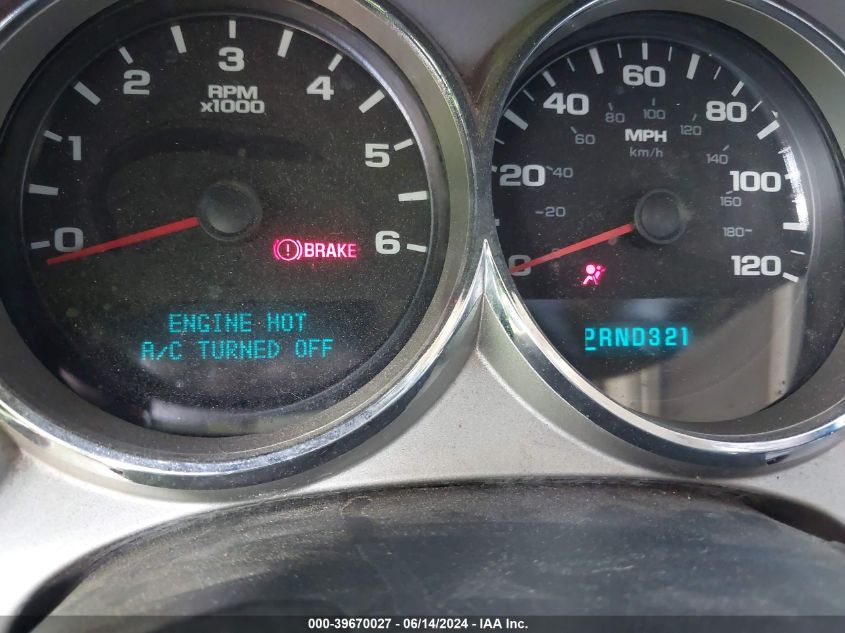 0 1 2 3 4 5 6
RPM
x1000
BRAKE
ENGINE HOT
A/C TURNED OFF
0 20 40 60 80 100 120
20 40 60 80 100 120 140 160 180
MPH
km/h
PRND321
000-39670027 - 06/14/2024 - IAA Inc.